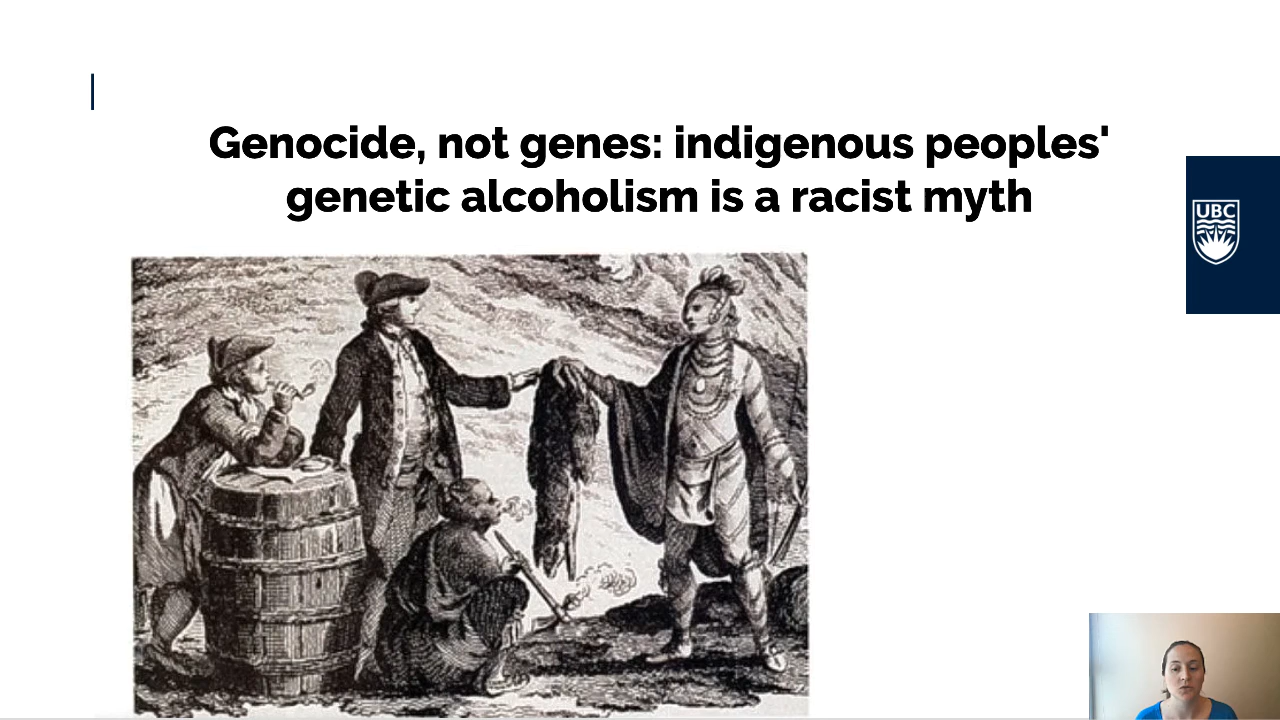 Genocide, not genes: indigenous peoples'
genetic alcoholism is a racist myth
UBC